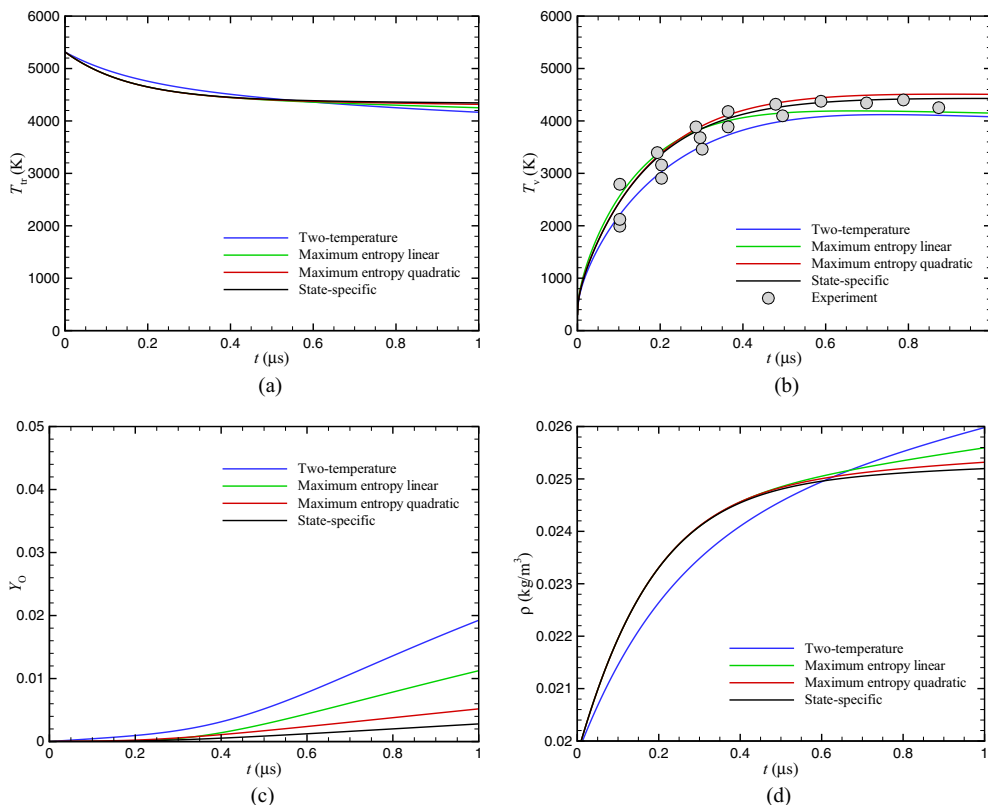 6000
5000
4000
3000
2000
1000
0
T_tr (K)
Two-temperature
Maximum entropy linear
Maximum entropy quadratic
State-specific
0 0.2 0.4 0.6 0.8 1
t (μs)
(a)
6000
5000
4000
3000
2000
1000
0
T_v (K)
Two-temperature
Maximum entropy linear
Maximum entropy quadratic
State-specific
Experiment
0 0.2 0.4 0.6 0.8
t (μs)
(b)
0.05
0.04
0.03
0.02
0.01
0
Y_O
Two-temperature
Maximum entropy linear
Maximum entropy quadratic
State-specific
0 0.2 0.4 0.6 0.8 1
t (μs)
(c)
0.026
0.025
0.024
0.023
0.022
0.021
0.02
ρ (kg/m³)
Two-temperature
Maximum entropy linear
Maximum entropy quadratic
State-specific
0 0.2 0.4 0.6 0.8 1
t (μs)
(d)